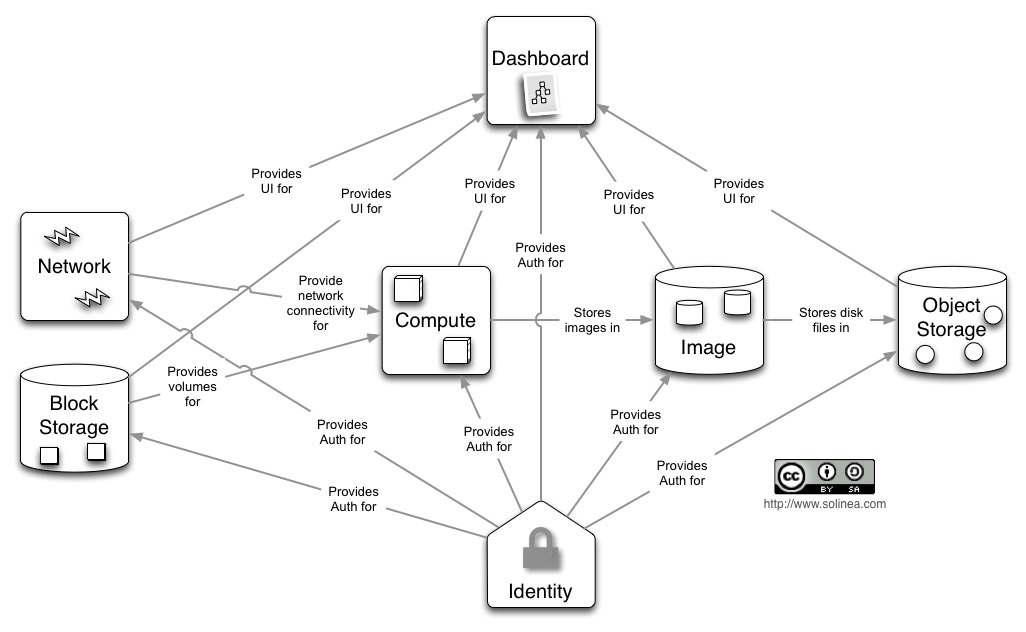 Dashboard
Provides
UI for
Provides
UI for
Provides
UI for
Provides
UI for
Provides
UI for
Provides
Auth for
Network
Provide
network
connectivity
for
Compute
Stores
images in
Image
Stores disk
files in
Object
Storage
Block
Storage
Provides
volumes
for
Provides
Auth for
Provides
Auth for
Provides
Auth for
Provides
Auth for
Provides
Auth for
cc
BY SA
http://www.solinea.com
Identity